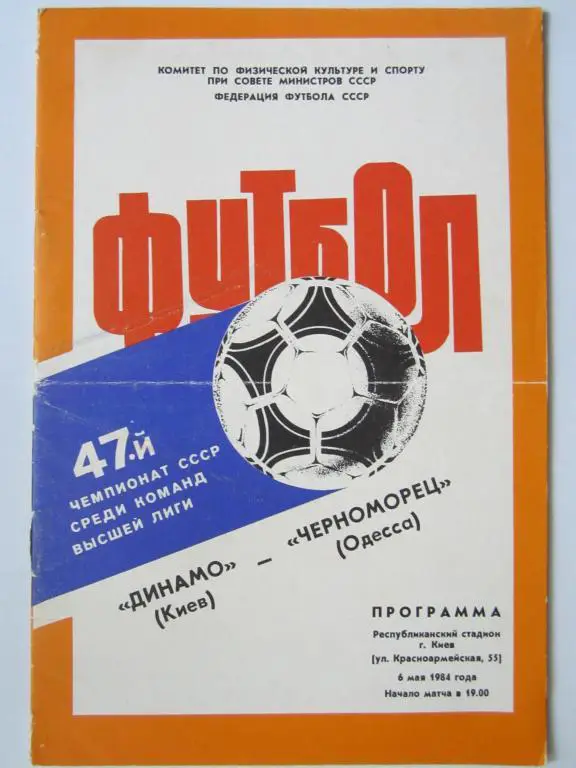 КОМИТЕТ ПО ФИЗИЧЕСКОЙ КУЛЬТУРЕ И СПОРТУ
ПРИ СОВЕТЕ МИНИСТРОВ СССР
ФЕДЕРАЦИЯ ФУТБОЛА СССР
ФУТБОЛ
47-й
ЧЕМПИОНАТ СССР
СРЕДИ КОМАНД
ВЫСШЕЙ ЛИГИ
«ДИНАМО» – «ЧЕРНОМОРЕЦ»
(Киев) (Одесса)
ПРОГРАММА
Республиканский стадион
г. Киев
(ул. Красноармейская, 55)
6 мая 1984 года
Начало матча в 19.00